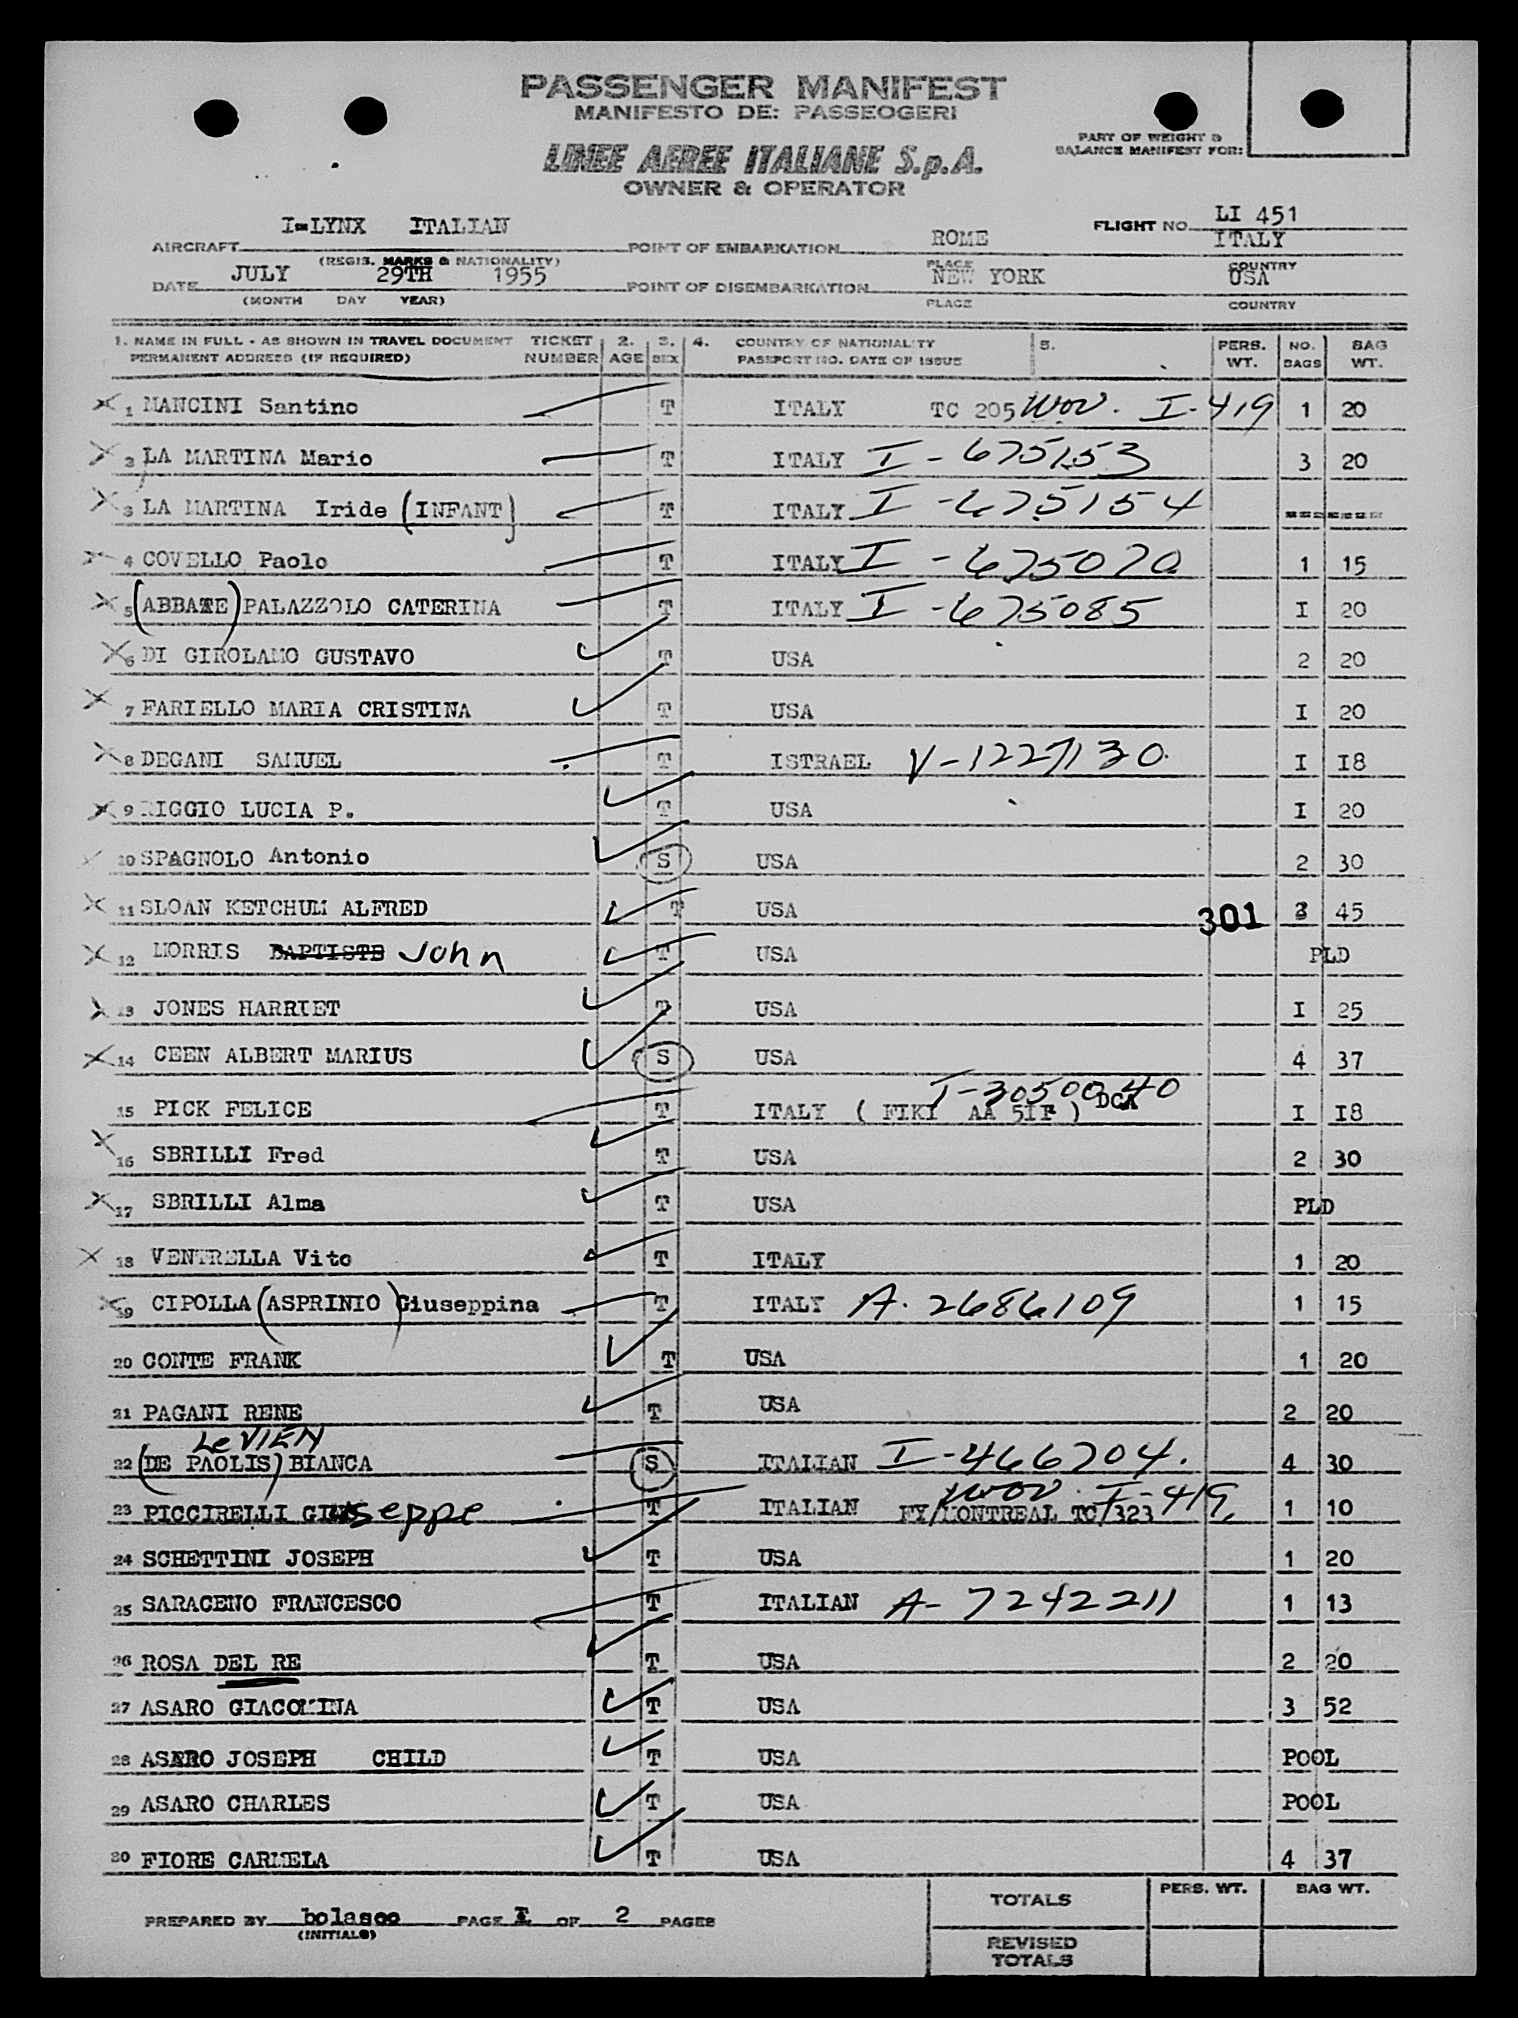 PASSENGER MANIFEST
MANIFESTO DE: PASSEOGERI
PART OF WEIGHT &
BALANCE MANIFEST FOR:
LINEE AEREE ITALIANE S.p.A.
OWNER & OPERATOR
AIRCRAFT I-LYNX ITALIAN POINT OF EMBARKATION ROME ITALY FLIGHT NO. LI 451
(REGIS. MARKS & NATIONALITY) PLACE COUNTRY
DATE JULY 29TH 1955 POINT OF DISEMBARKATION NEW YORK USA
(MONTH DAY YEAR) PLACE COUNTRY
1. NAME IN FULL - AS SHOWN IN TRAVEL DOCUMENT TICKET 2. 3. 4. COUNTRY OF NATIONALITY 5. PERS. NO. BAG
PERMANENT ADDRESS (IF REQUIRED) NUMBER AGE SEX PASSPORT NO. DATE OF ISSUE WT. BAGS WT.
1 MANCINI Santino T ITALY TC 205 Wov. I-419 1 20
2 LA MARTINA Mario T ITALY I-675153 3 20
3 LA MARTINA Iride (INFANT) T ITALY I-675154 =======
4 COVELLO Paolo T ITALY I-675070 1 15
5 (ABBATE) PALAZZOLO CATERINA T ITALY I-675085 I 20
6 DI GIROLAMO GUSTAVO T USA 2 20
7 FARIELLO MARIA CRISTINA T USA I 20
8 DEGANI SAMUEL T ISTRAEL V-1227130 I I8
9 RIGGIO LUCIA P. T USA I 20
10 SPAGNOLO Antonio S USA 2 30
11 SLOAN KETCHUM ALFRED T USA 301 3 45
12 MORRIS BAPTISTE John T USA PLD
13 JONES HARRIET T USA I 25
14 CEEN ALBERT MARIUS S USA 4 37
I-3050040
15 PICK FELICE T ITALY ( FIKI AA 5IF ) DCA I I8
16 SBRILLI Fred T USA 2 30
17 SBRILLI Alma T USA PLD
18 VENTRELLA Vito T ITALY 1 20
19 CIPOLLA (ASPRINIO) Giuseppina T ITALY A. 2686109 1 15
20 CONTE FRANK T USA 1 20
21 PAGANI RENE T USA 2 20
LeVIEN
22 (DE PAOLIS) BIANCA S ITALIAN I-466704. 4 30
Wov. I-419.
23 PICCIRELLI GIUseppe T ITALIAN FY/MONTREAL TC/323 1 10
24 SCHETTINI JOSEPH T USA 1 20
25 SARACENO FRANCESCO T ITALIAN A-7242211 1 13
26 ROSA DEL RE T USA 2 20
27 ASARO GIACOMINA T USA 3 52
28 ASARO JOSEPH CHILD T USA POOL
29 ASARO CHARLES T USA POOL
30 FIORE CARMELA T USA 4 37
TOTALS PERS. WT. BAG WT.
PREPARED BY bolasco PAGE I OF 2 PAGES
(INITIALS)
REVISED
TOTALS